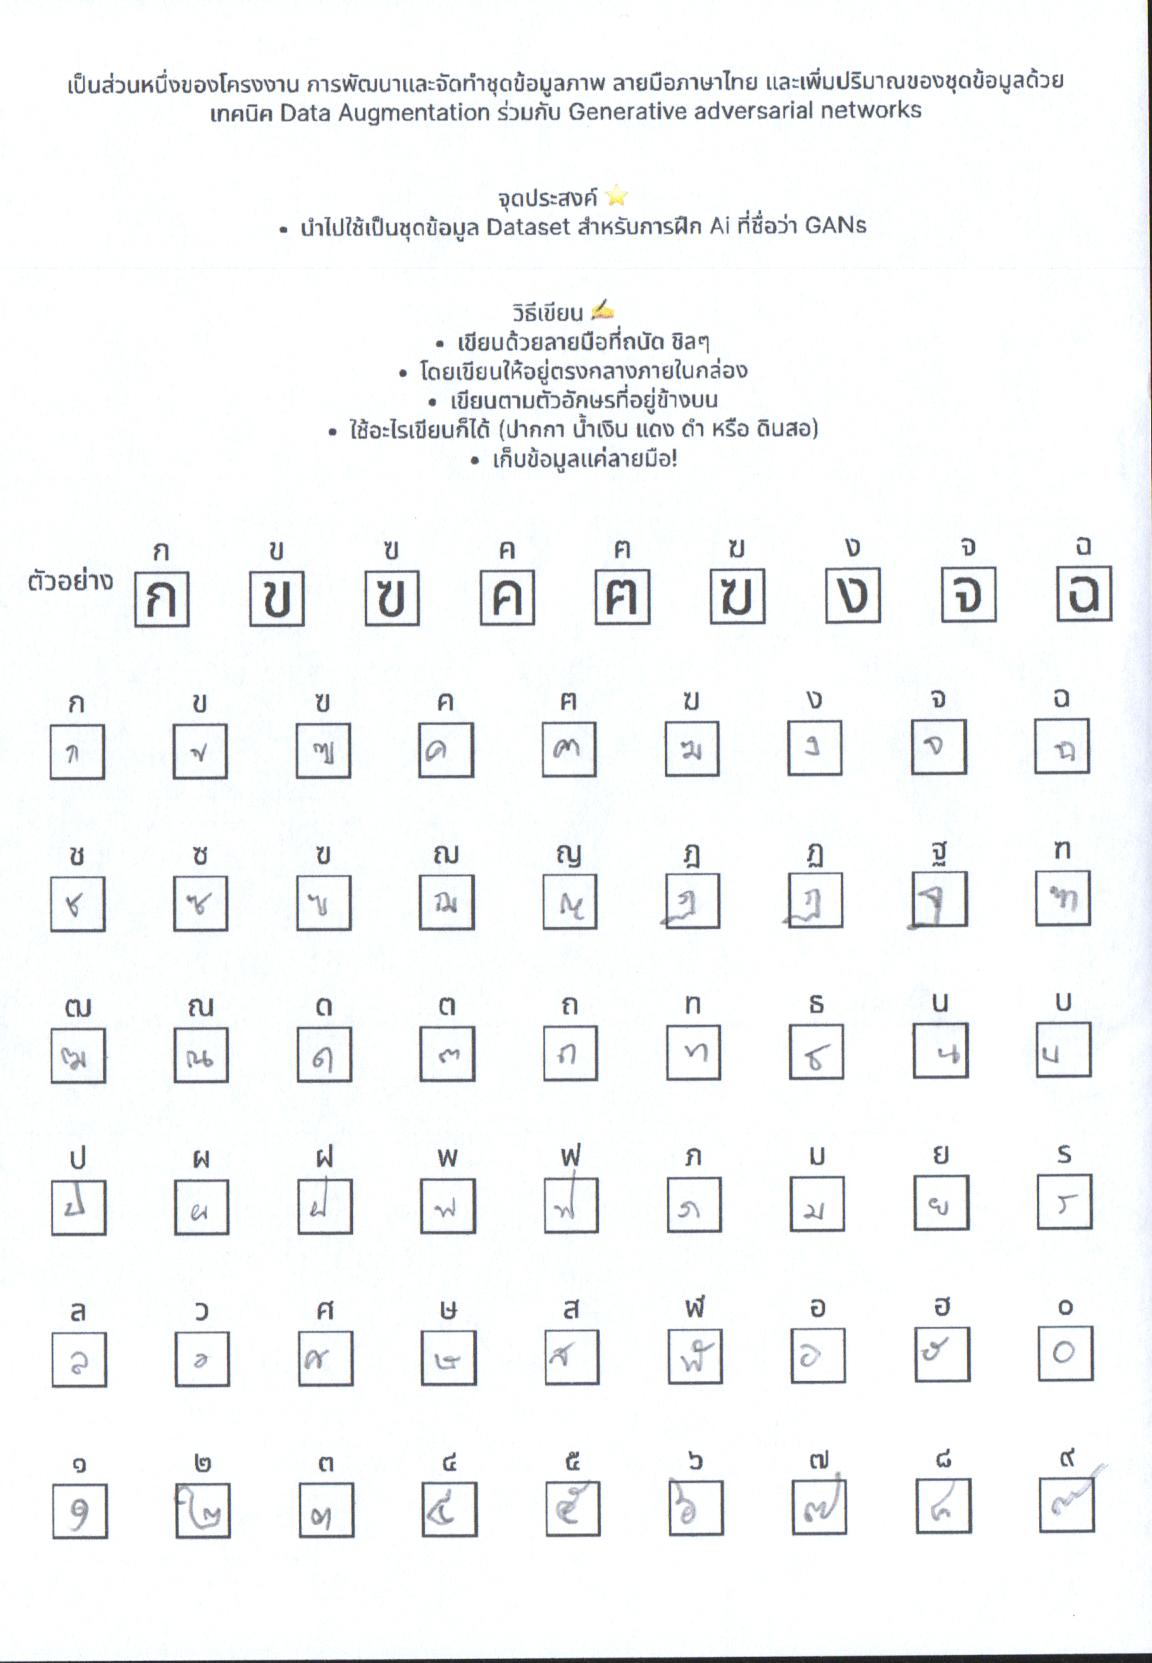 เป็นส่วนหนึ่งของโครงงาน การพัฒนาและจัดทำชุดข้อมูลภาพ ลายมือภาษาไทย และเพิ่มปริมาณของชุดข้อมูลด้วย
เทคนิค Data Augmentation ร่วมกับ Generative adversarial networks
จุดประสงค์ ⭐
• นำไปใช้เป็นชุดข้อมูล Dataset สำหรับการฝึก Ai ที่ชื่อว่า GANs
วิธีเขียน ✍
• เขียนด้วยลายมือที่ถนัด ชิลๆ
• โดยเขียนให้อยู่ตรงกลางภายในกล่อง
• เขียนตามตัวอักษรที่อยู่ข้างบน
• ใช้อะไรเขียนก็ได้ (ปากกา น้ำเงิน แดง ดำ หรือ ดินสอ)
• เก็บข้อมูลแค่ลายมือ!
ก ข ฃ ค ฅ ฆ ง จ ฉ
ตัวอย่าง ก ข ฃ ค ฅ ฆ ง จ ฉ
ก ข ฃ ค ฅ ฆ ง จ ฉ
ก ข ฃ ค ฅ ฆ ง จ ฉ
ช ซ ฃ ฌ ญ ฎ ฏ ฐ ฑ
ช ซ ฃ ฌ ญ ฎ ฏ ฐ ฑ
ฒ ณ ด ต ถ ท ธ น บ
ฒ ณ ด ต ถ ท ธ น บ
ป ผ ฝ พ ฟ ภ ม ย ร
ป ผ ฝ พ ฟ ภ ม ย ร
ล ว ศ ษ ส ฬ อ ฮ ๐
ล ว ศ ษ ส ฬ อ ฮ ๐
๑ ๒ ๓ ๔ ๕ ๖ ๗ ๘ ๙
๑ ๒ ๓ ๔ ๕ ๖ ๗ ๘ ๙